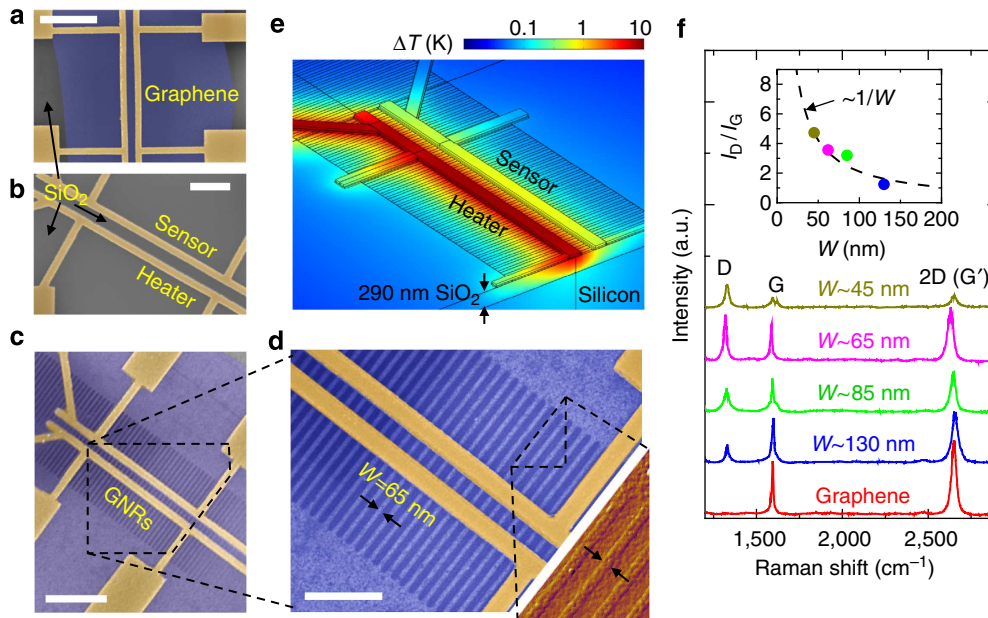 a
Graphene
b
SiO₂
Sensor
Heater
c
GNRs
d
W=65 nm
e
ΔT (K)
0.1 1 10
Sensor
Heater
290 nm SiO₂
Silicon
f
8
6
4
2
0
I_D / I_G
~1/W
0 50 100 150 200
W (nm)
Intensity (a.u.)
D G 2D (G′)
W~45 nm
W~65 nm
W~85 nm
W~130 nm
Graphene
1,500 2,000 2,500
Raman shift (cm⁻¹)